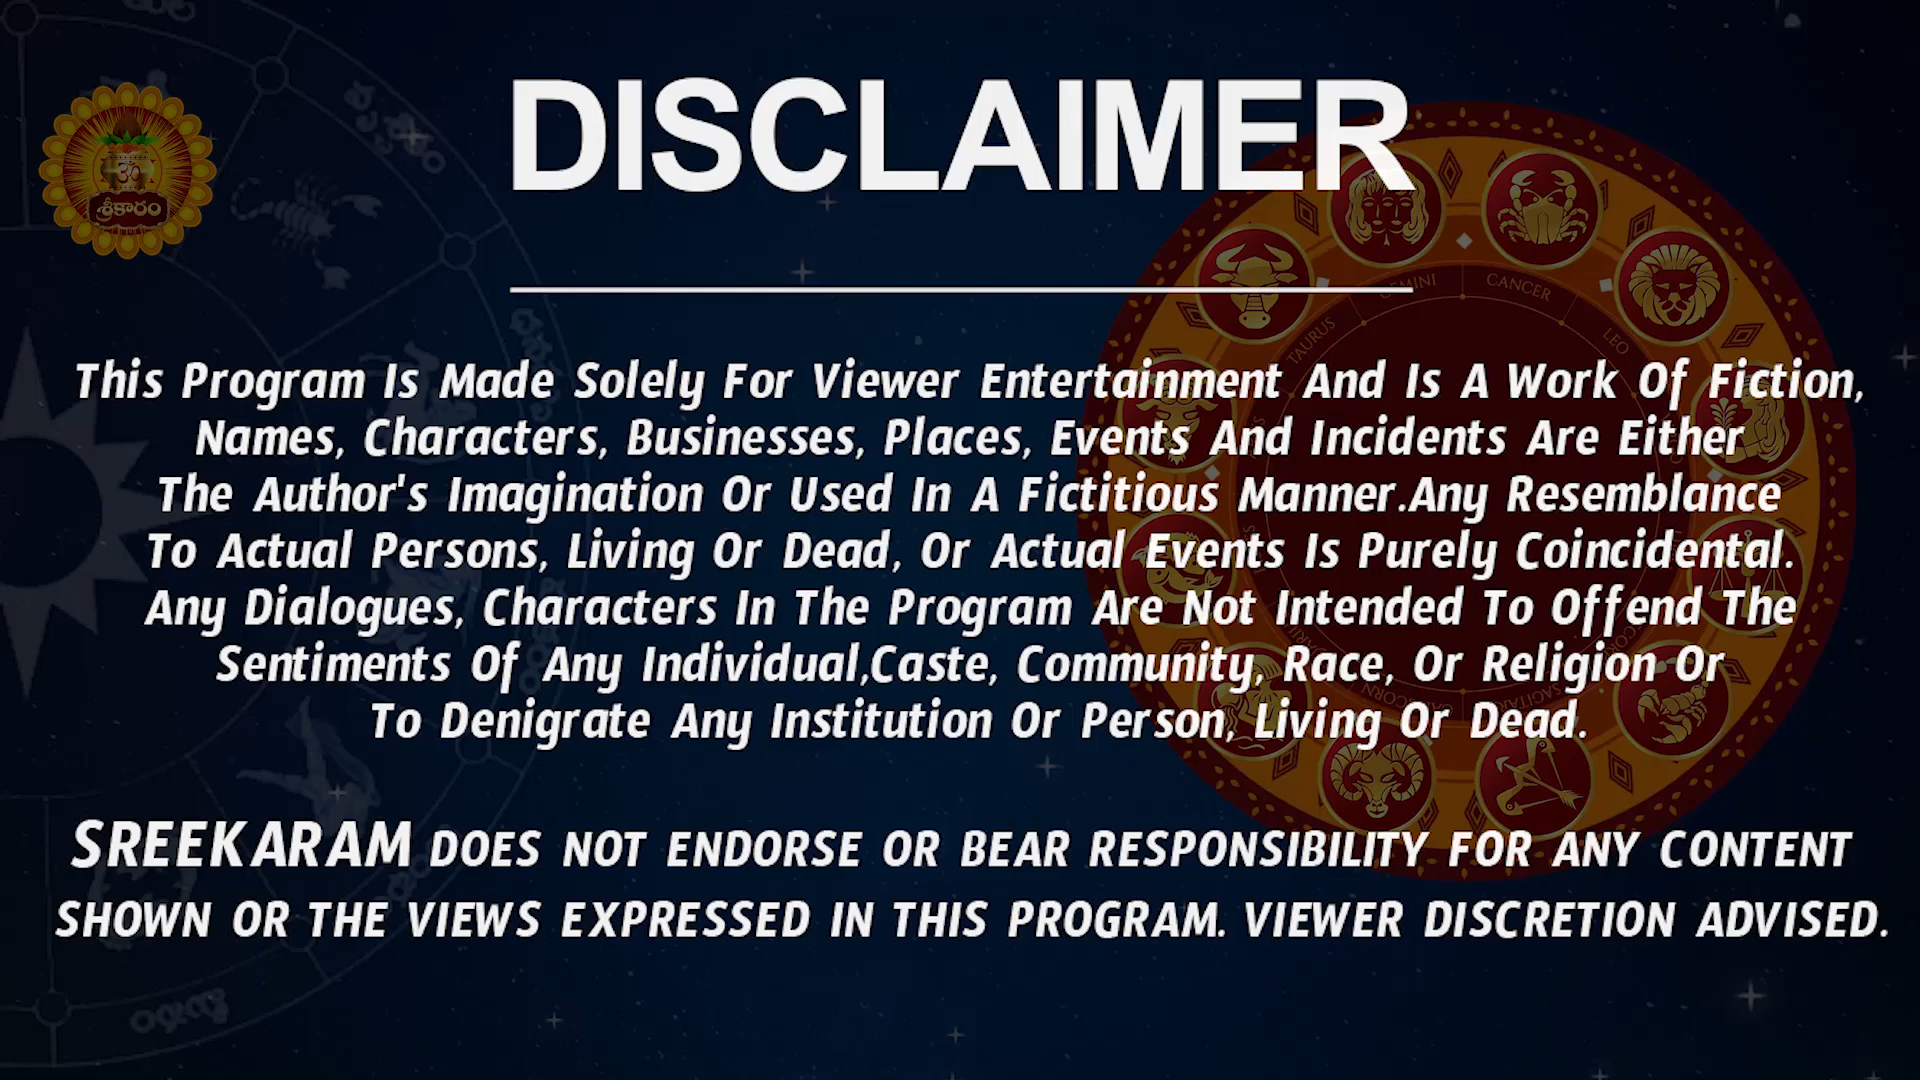 DISCLAIMER
శ్రీకారం
GEMINI
CANCER
TAURUS
LEO
This Program Is Made Solely For Viewer Entertainment And Is A Work Of Fiction,
Names, Characters, Businesses, Places, Events And Incidents Are Either
The Author's Imagination Or Used In A Fictitious Manner.Any Resemblance
To Actual Persons, Living Or Dead, Or Actual Events Is Purely Coincidental.
Any Dialogues, Characters In The Program Are Not Intended To Offend The
Sentiments Of Any Individual,Caste, Community, Race, Or Religion Or
To Denigrate Any Institution Or Person, Living Or Dead.
SREEKARAM DOES NOT ENDORSE OR BEAR RESPONSIBILITY FOR ANY CONTENT
SHOWN OR THE VIEWS EXPRESSED IN THIS PROGRAM. VIEWER DISCRETION ADVISED.